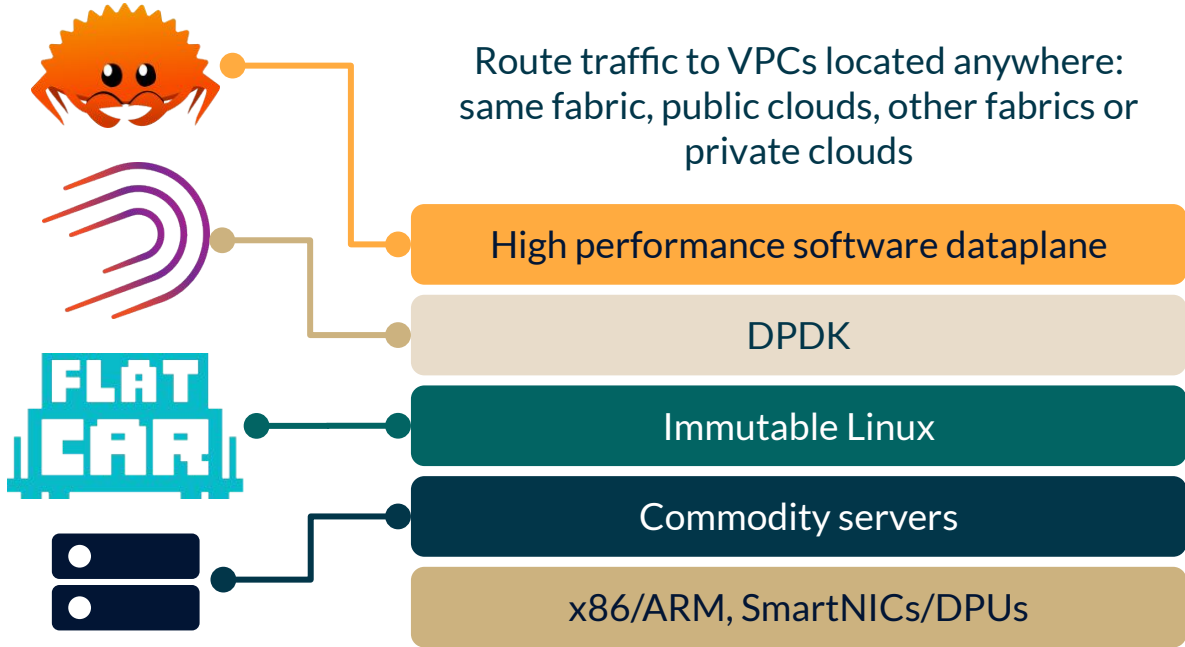 Route traffic to VPCs located anywhere:
same fabric, public clouds, other fabrics or
private clouds
High performance software dataplane
DPDK
FLAT
CAR
Immutable Linux
Commodity servers
x86/ARM, SmartNICs/DPUs